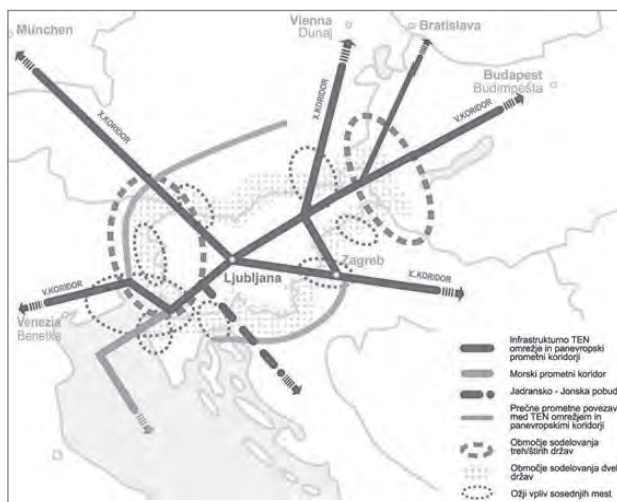 München
Vienna
Dunaj
Bratislava
Budapest
Budimpešta
X.KORIDOR
X.KORIDOR
V.KORIDOR
Ljubljana
Zagreb
V.KORIDOR
X.KORIDOR
Venezia
Benetke
Infrastrukturno TEN
omrežje in panevropski
prometni koridorji
Morski prometni koridor
Jadransko - Jonska pobud
Prečne prometne povezav
med TEN omrežjem in
panevropskimi koridorji
Območje sodelovanja
treh/štirih držav
Območje sodelovanja dveh
držav
Ožji vpliv sosednjih mest